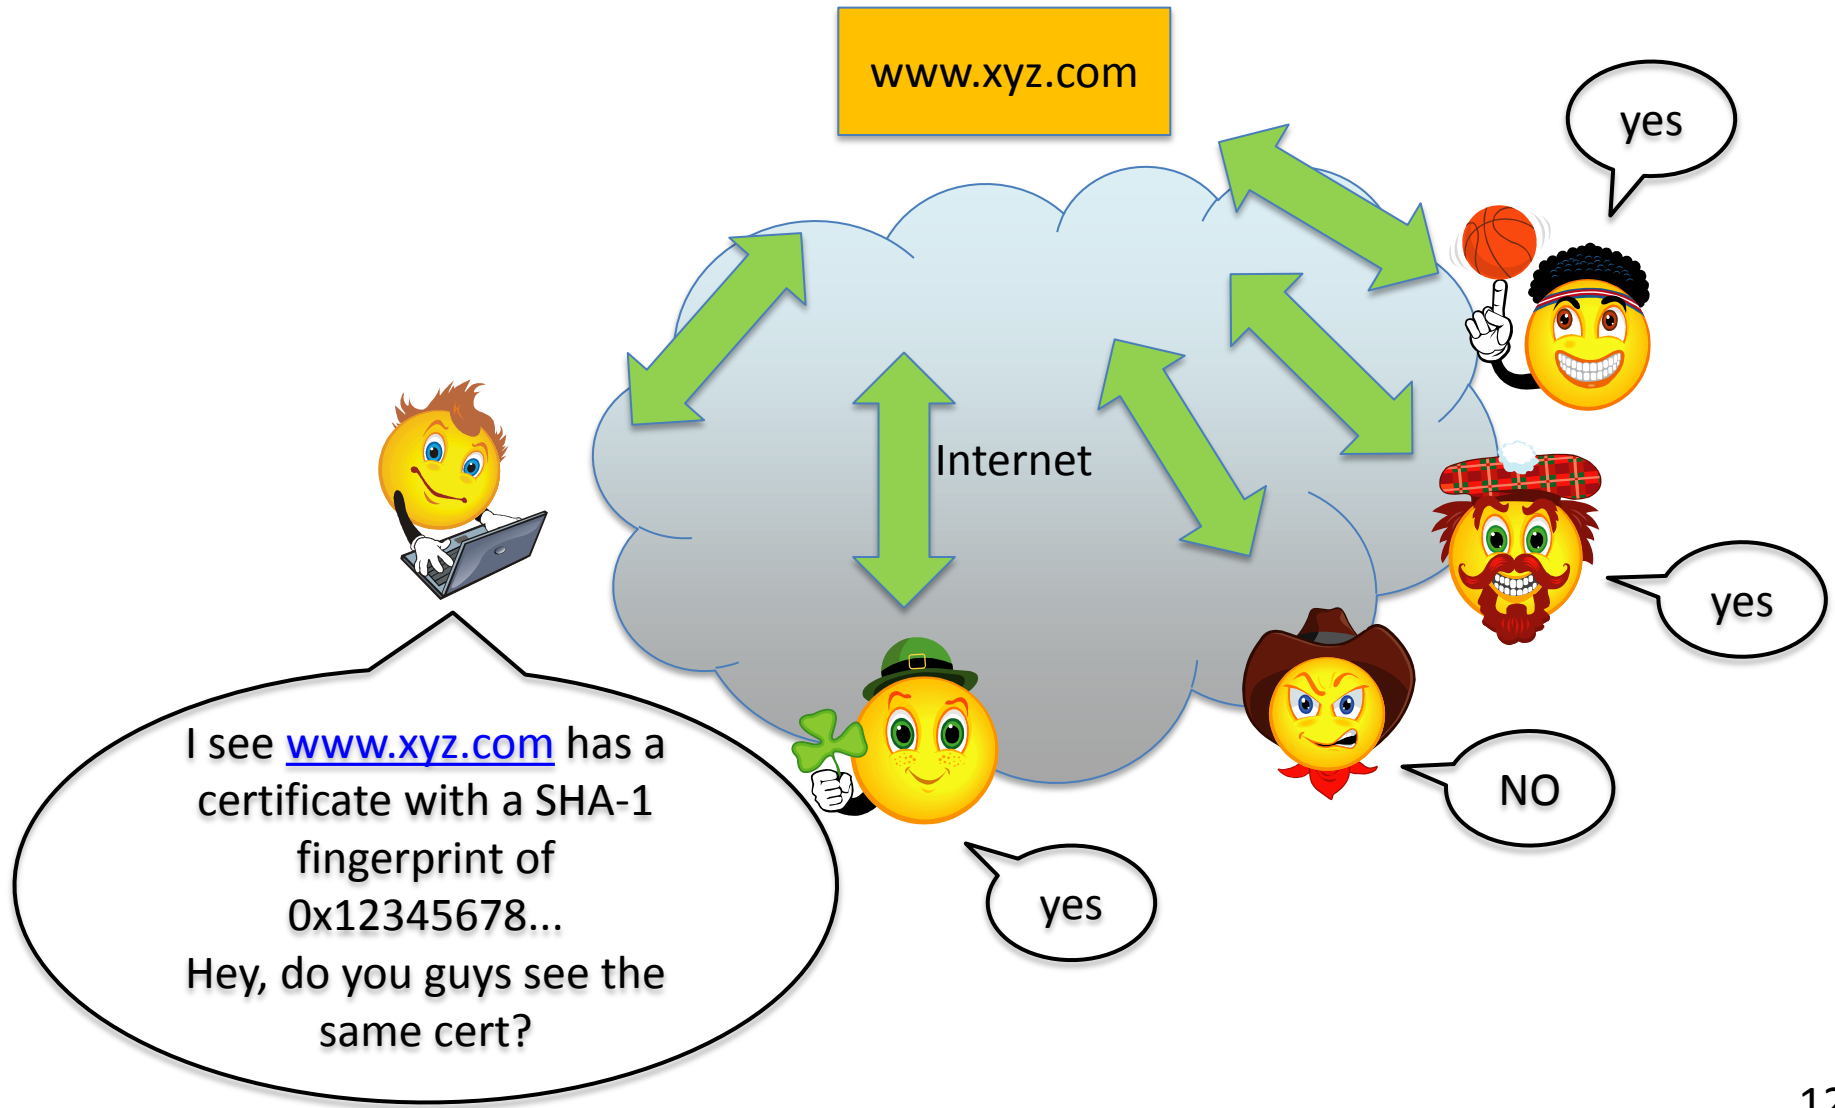 www.xyz.com
yes
Internet
yes
I see www.xyz.com has a
certificate with a SHA-1
fingerprint of
0x12345678...
Hey, do you guys see the
same cert?
NO
yes